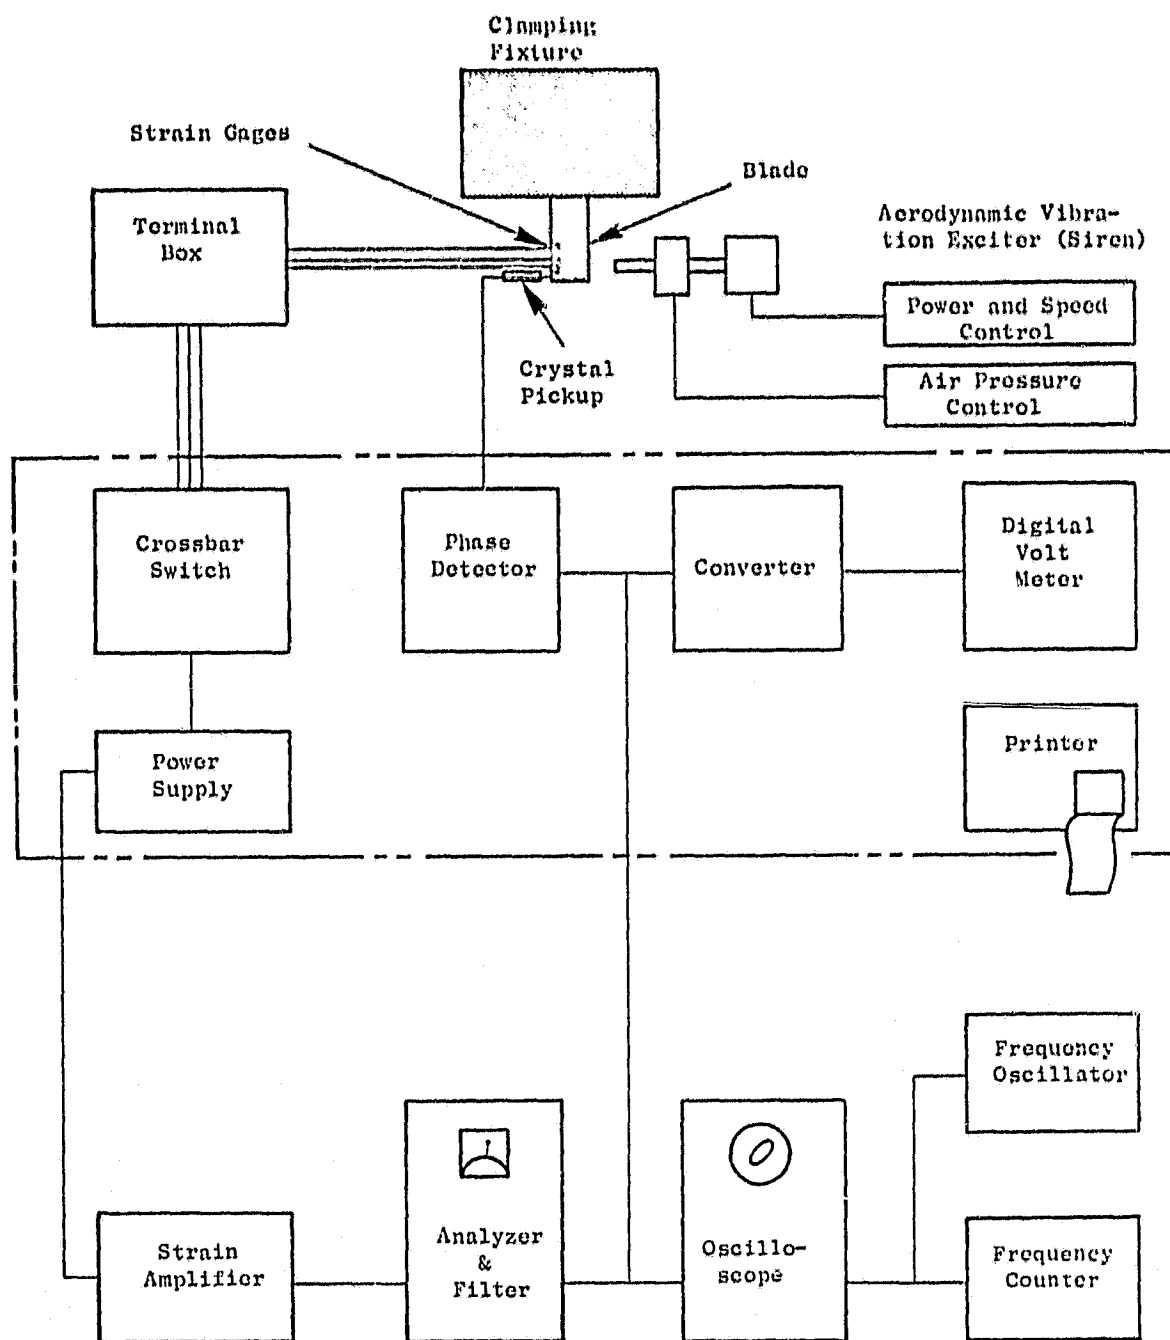 Clamping
Fixture
Strain Gages
Blade
Terminal
Box
Aerodynamic Vibra-
tion Exciter (Siren)
Power and Speed
Control
Crystal
Pickup
Air Pressure
Control
Crossbar
Switch
Phase
Detector
Converter
Digital
Volt
Meter
Power
Supply
Printer
Frequency
Oscillator
Strain
Amplifier
Analyzer
&
Filter
Oscillo-
scope
Frequency
Counter